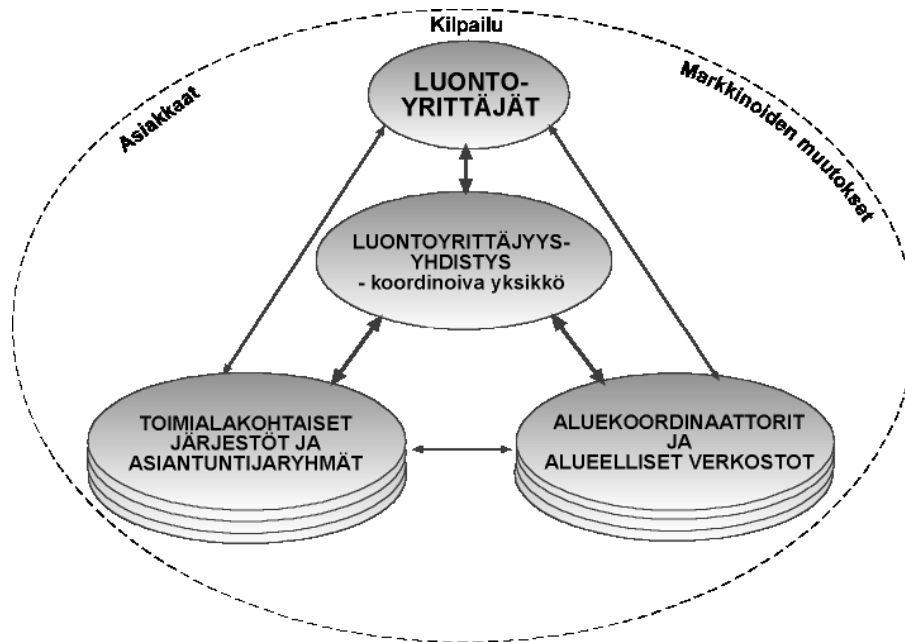 Kilpailu
Asiakkaat
Markkinoiden muutokset
LUONTO-
YRITTÄJÄT
LUONTOYRITTÄJYYS-
YHDISTYS
- koordinoiva yksikkö
TOIMIALAKOHTAISET
JÄRJESTÖT JA
ASIANTUNTIJARYHMÄT
ALUEKOORDINAATTORIT
JA
ALUEELLISET VERKOSTOT